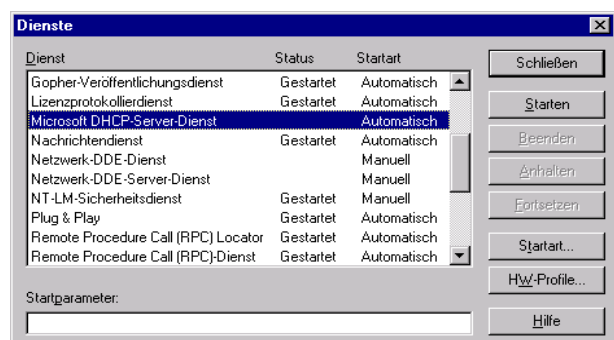 Dienste
Dienst Status Startart
Gopher-Veröffentlichungsdienst Gestartet Automatisch
Lizenzprotokollierdienst Gestartet Automatisch
Microsoft DHCP-Server-Dienst Automatisch
Nachrichtendienst Gestartet Automatisch
Netzwerk-DDE-Dienst Manuell
Netzwerk-DDE-Server-Dienst Manuell
NT-LM-Sicherheitsdienst Gestartet Manuell
Plug & Play Gestartet Automatisch
Remote Procedure Call (RPC) Locator Gestartet Automatisch
Remote Procedure Call (RPC)-Dienst Gestartet Automatisch
Startparameter:
Schließen
Starten
Beenden
Anhalten
Fortsetzen
Startart...
HW-Profile...
Hilfe